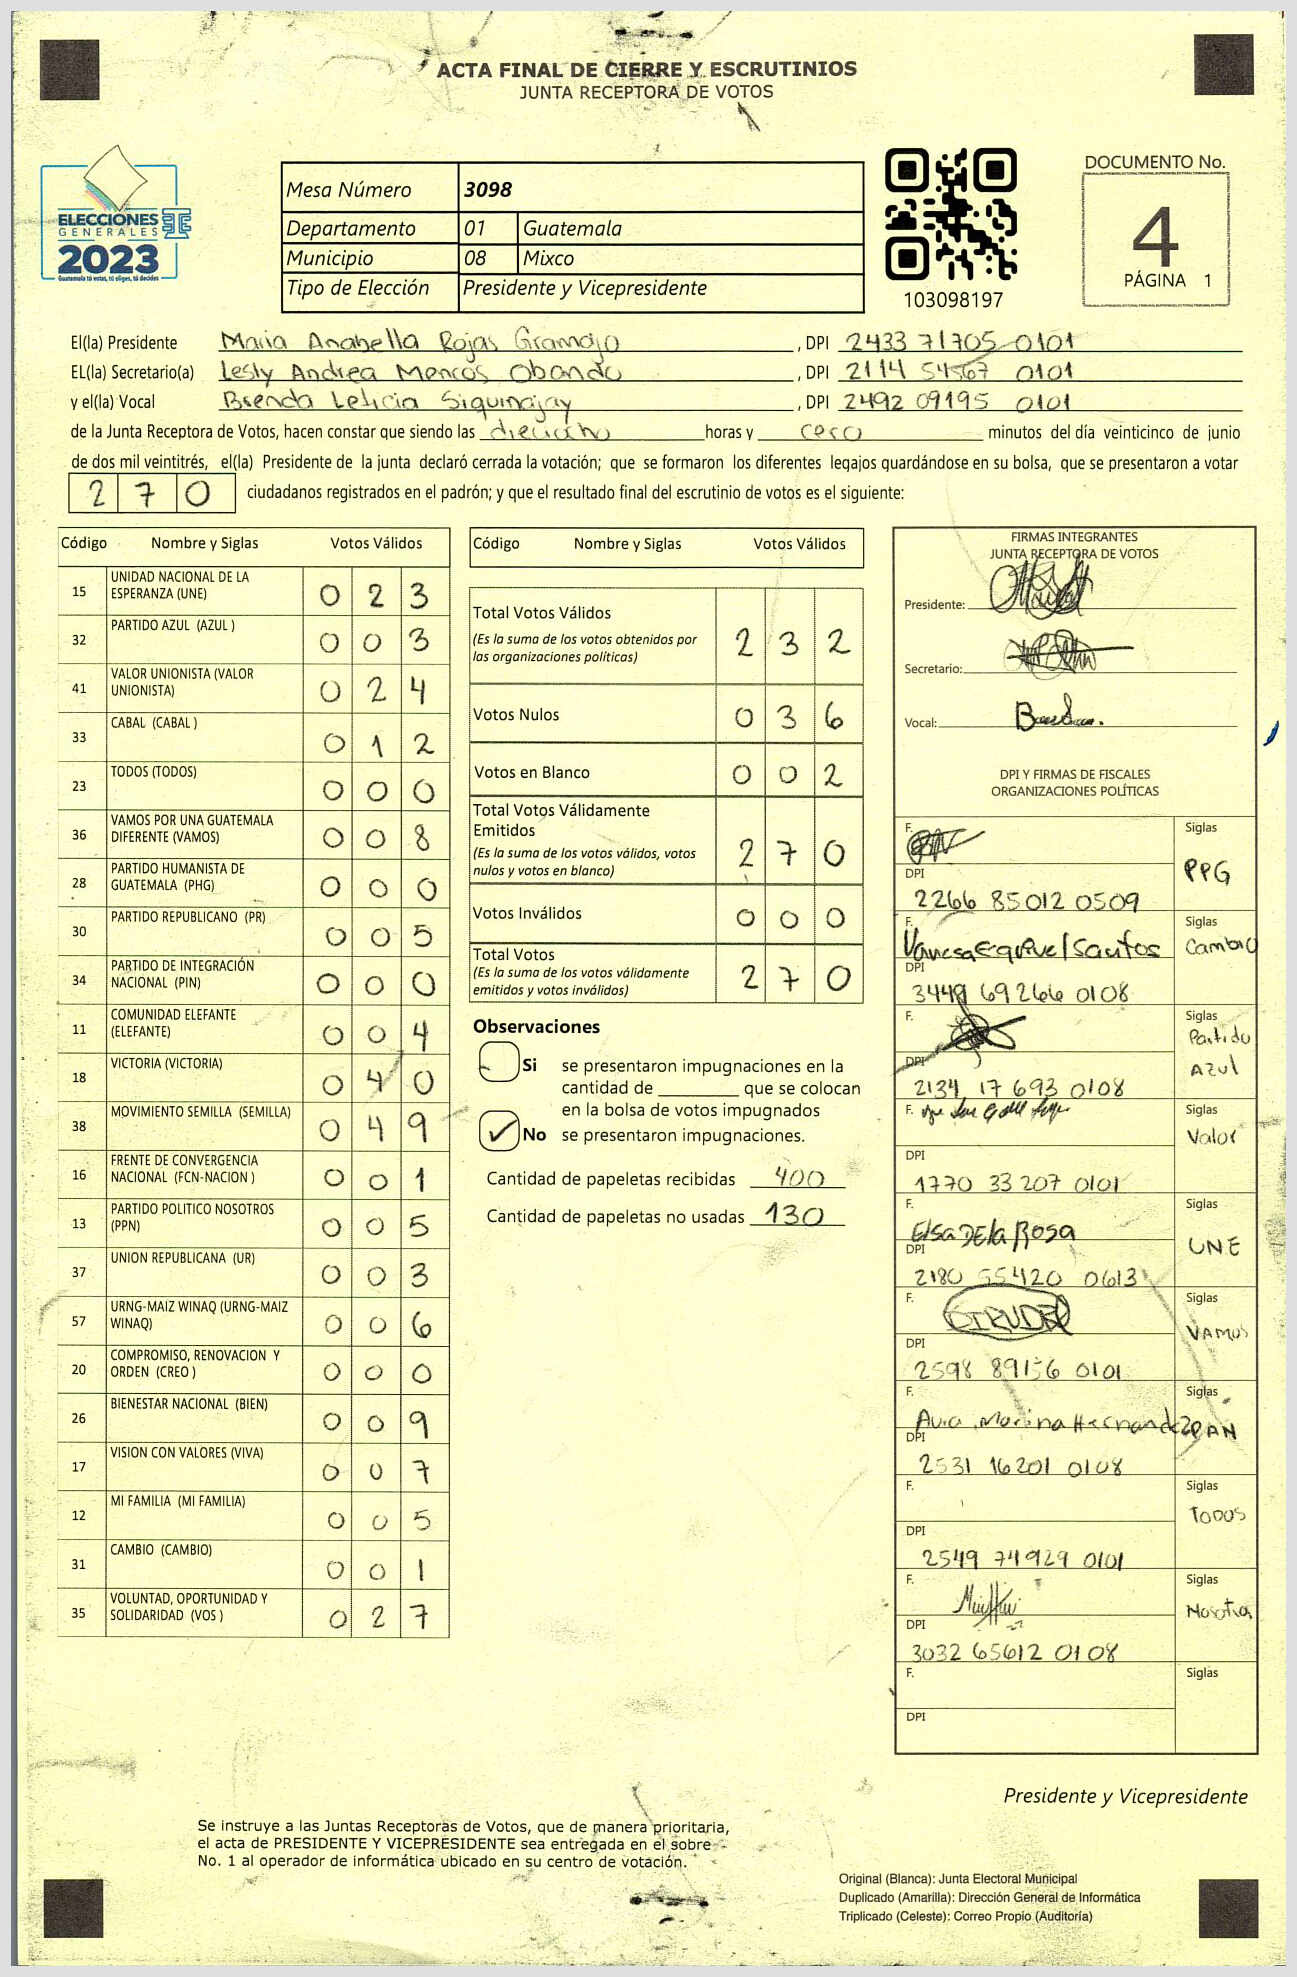 ACTA FINAL DE CIERRE Y ESCRUTINIOS
JUNTA RECEPTORA DE VOTOS
ELECCIONES
GENERALES
2023
Guatemala tú votas, tú eliges, tú decides
Mesa Número 3098
Departamento 01 Guatemala
Municipio 08 Mixco
Tipo de Elección Presidente y Vicepresidente
103098197
DOCUMENTO No.
4
PÁGINA 1
El(la) Presidente Maria Anabella Rojas Gramajo, DPI 2433 71705 0101
EL(la) Secretario(a) Lesly Andrea Mencos Obando, DPI 2114 54567 0101
y el(la) Vocal Brenda Leticia Siquinajay, DPI 2492 09195 0101
de la Junta Receptora de Votos, hacen constar que siendo las dieciocho horas y cero minutos del día veinticinco de junio
de dos mil veintitrés, el(la) Presidente de la junta declaró cerrada la votación; que se formaron los diferentes legajos guardándose en su bolsa, que se presentaron a votar
270 ciudadanos registrados en el padrón; y que el resultado final del escrutinio de votos es el siguiente:
Código Nombre y Siglas Votos Válidos
15 UNIDAD NACIONAL DE LA ESPERANZA (UNE) 0 2 3
32 PARTIDO AZUL (AZUL ) 0 0 3
41 VALOR UNIONISTA (VALOR UNIONISTA) 0 2 4
33 CABAL (CABAL ) 0 1 2
23 TODOS (TODOS) 0 0 0
36 VAMOS POR UNA GUATEMALA DIFERENTE (VAMOS) 0 0 8
28 PARTIDO HUMANISTA DE GUATEMALA (PHG) 0 0 0
30 PARTIDO REPUBLICANO (PR) 0 0 5
34 PARTIDO DE INTEGRACIÓN NACIONAL (PIN) 0 0 0
11 COMUNIDAD ELEFANTE (ELEFANTE) 0 0 4
18 VICTORIA (VICTORIA) 0 4 0
38 MOVIMIENTO SEMILLA (SEMILLA) 0 4 9
16 FRENTE DE CONVERGENCIA NACIONAL (FCN-NACION ) 0 0 1
13 PARTIDO POLITICO NOSOTROS (PPN) 0 0 5
37 UNION REPUBLICANA (UR) 0 0 3
57 URNG-MAIZ WINAQ (URNG-MAIZ WINAQ) 0 0 6
20 COMPROMISO, RENOVACION Y ORDEN (CREO ) 0 0 0
26 BIENESTAR NACIONAL (BIEN) 0 0 9
17 VISION CON VALORES (VIVA) 0 0 7
12 MI FAMILIA (MI FAMILIA) 0 0 5
31 CAMBIO (CAMBIO) 0 0 1
35 VOLUNTAD, OPORTUNIDAD Y SOLIDARIDAD (VOS ) 0 2 7
Código Nombre y Siglas Votos Válidos
Total Votos Válidos 2 3 2
(Es la suma de los votos obtenidos por
las organizaciones políticas)
Votos Nulos 0 3 6
Votos en Blanco 0 0 2
Total Votos Válidamente
Emitidos 2 7 0
(Es la suma de los votos válidos, votos
nulos y votos en blanco)
Votos Inválidos 0 0 0
Total Votos 2 7 0
(Es la suma de los votos válidamente
emitidos y votos inválidos)
Observaciones
Si se presentaron impugnaciones en la
cantidad de ________ que se colocan
en la bolsa de votos impugnados
No se presentaron impugnaciones.
Cantidad de papeletas recibidas 400
Cantidad de papeletas no usadas 130
FIRMAS INTEGRANTES
JUNTA RECEPTORA DE VOTOS
Presidente:
Secretario:
Vocal:
DPI Y FIRMAS DE FISCALES
ORGANIZACIONES POLÍTICAS
F. Siglas PPG
DPI 2266 85012 0509
F. Vanesa Esquivel Santos Siglas Cambio
DPI 3449 69266 0108
F. Siglas Partido Azul
DPI 2134 17 693 0108
F. Siglas Valor
DPI 1770 33 207 0101
F. Elsa De la Rosa Siglas UNE
DPI 2180 55420 0613
F. Siglas VAMOS
DPI 2598 89156 0101
F. Aura Marina Hernandez Siglas PAN
DPI 2531 16201 0108
F. Siglas TODOS
DPI 2549 74929 0101
F. Siglas Nosotros
DPI 3032 65612 0108
F. Siglas
DPI
Presidente y Vicepresidente
Se instruye a las Juntas Receptoras de Votos, que de manera prioritaria,
el acta de PRESIDENTE Y VICEPRESIDENTE sea entregada en el sobre
No. 1 al operador de informática ubicado en su centro de votación.
Original (Blanca): Junta Electoral Municipal
Duplicado (Amarilla): Dirección General de Informática
Triplicado (Celeste): Correo Propio (Auditoría)